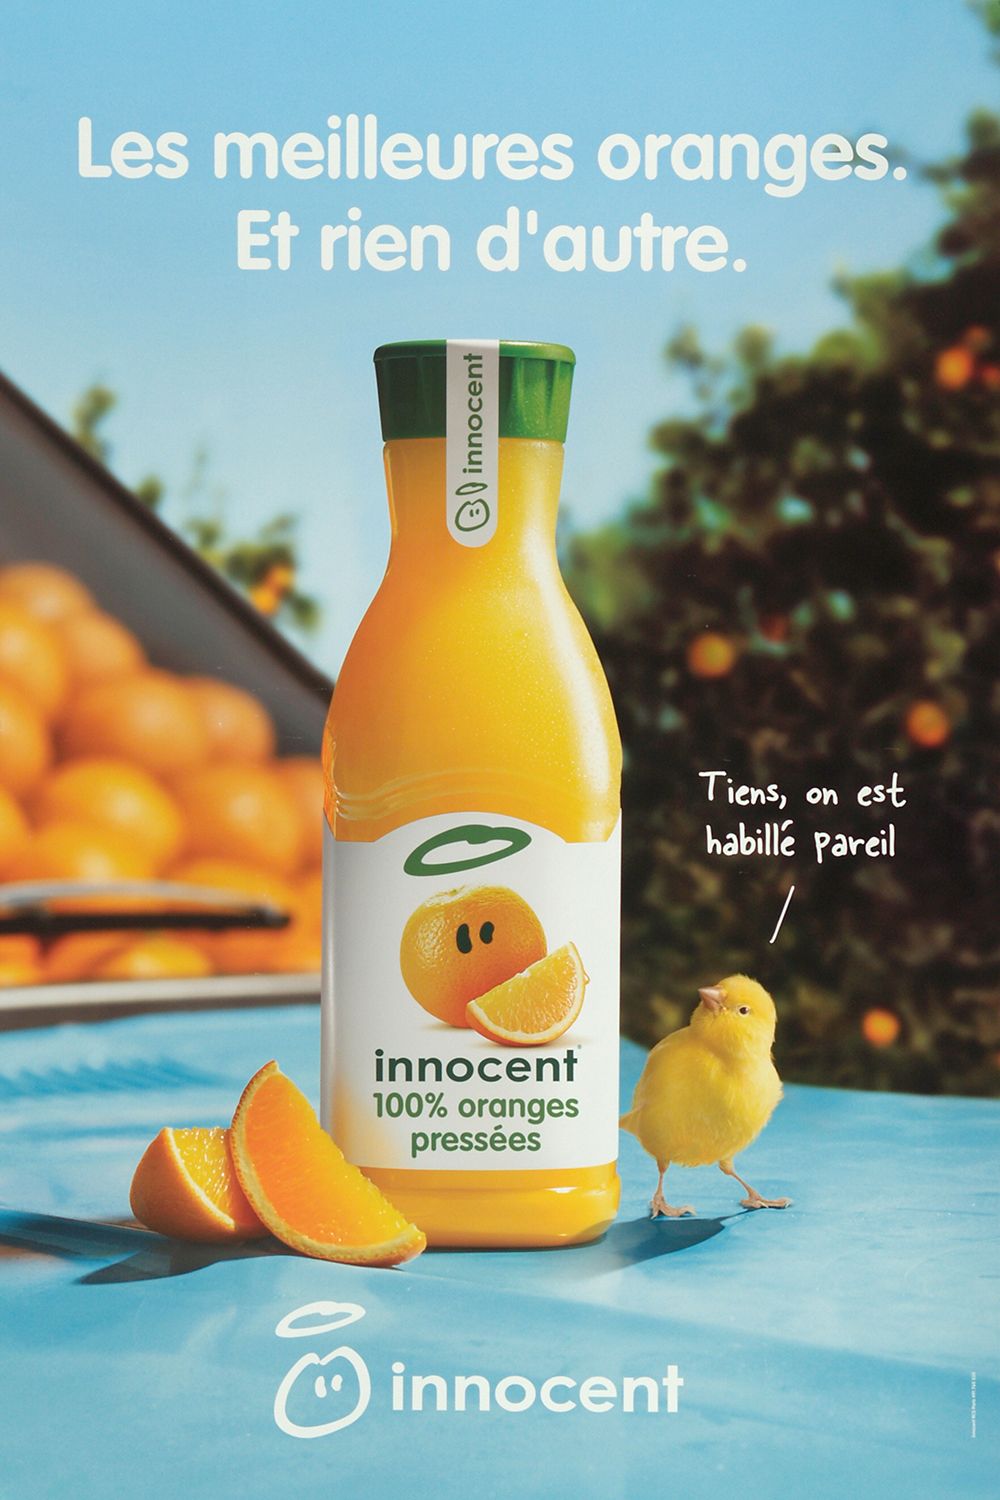 Les meilleures oranges.
Et rien d'autre.
innocent
Tiens, on est
habillé pareil
innocent
100% oranges
pressées
innocent